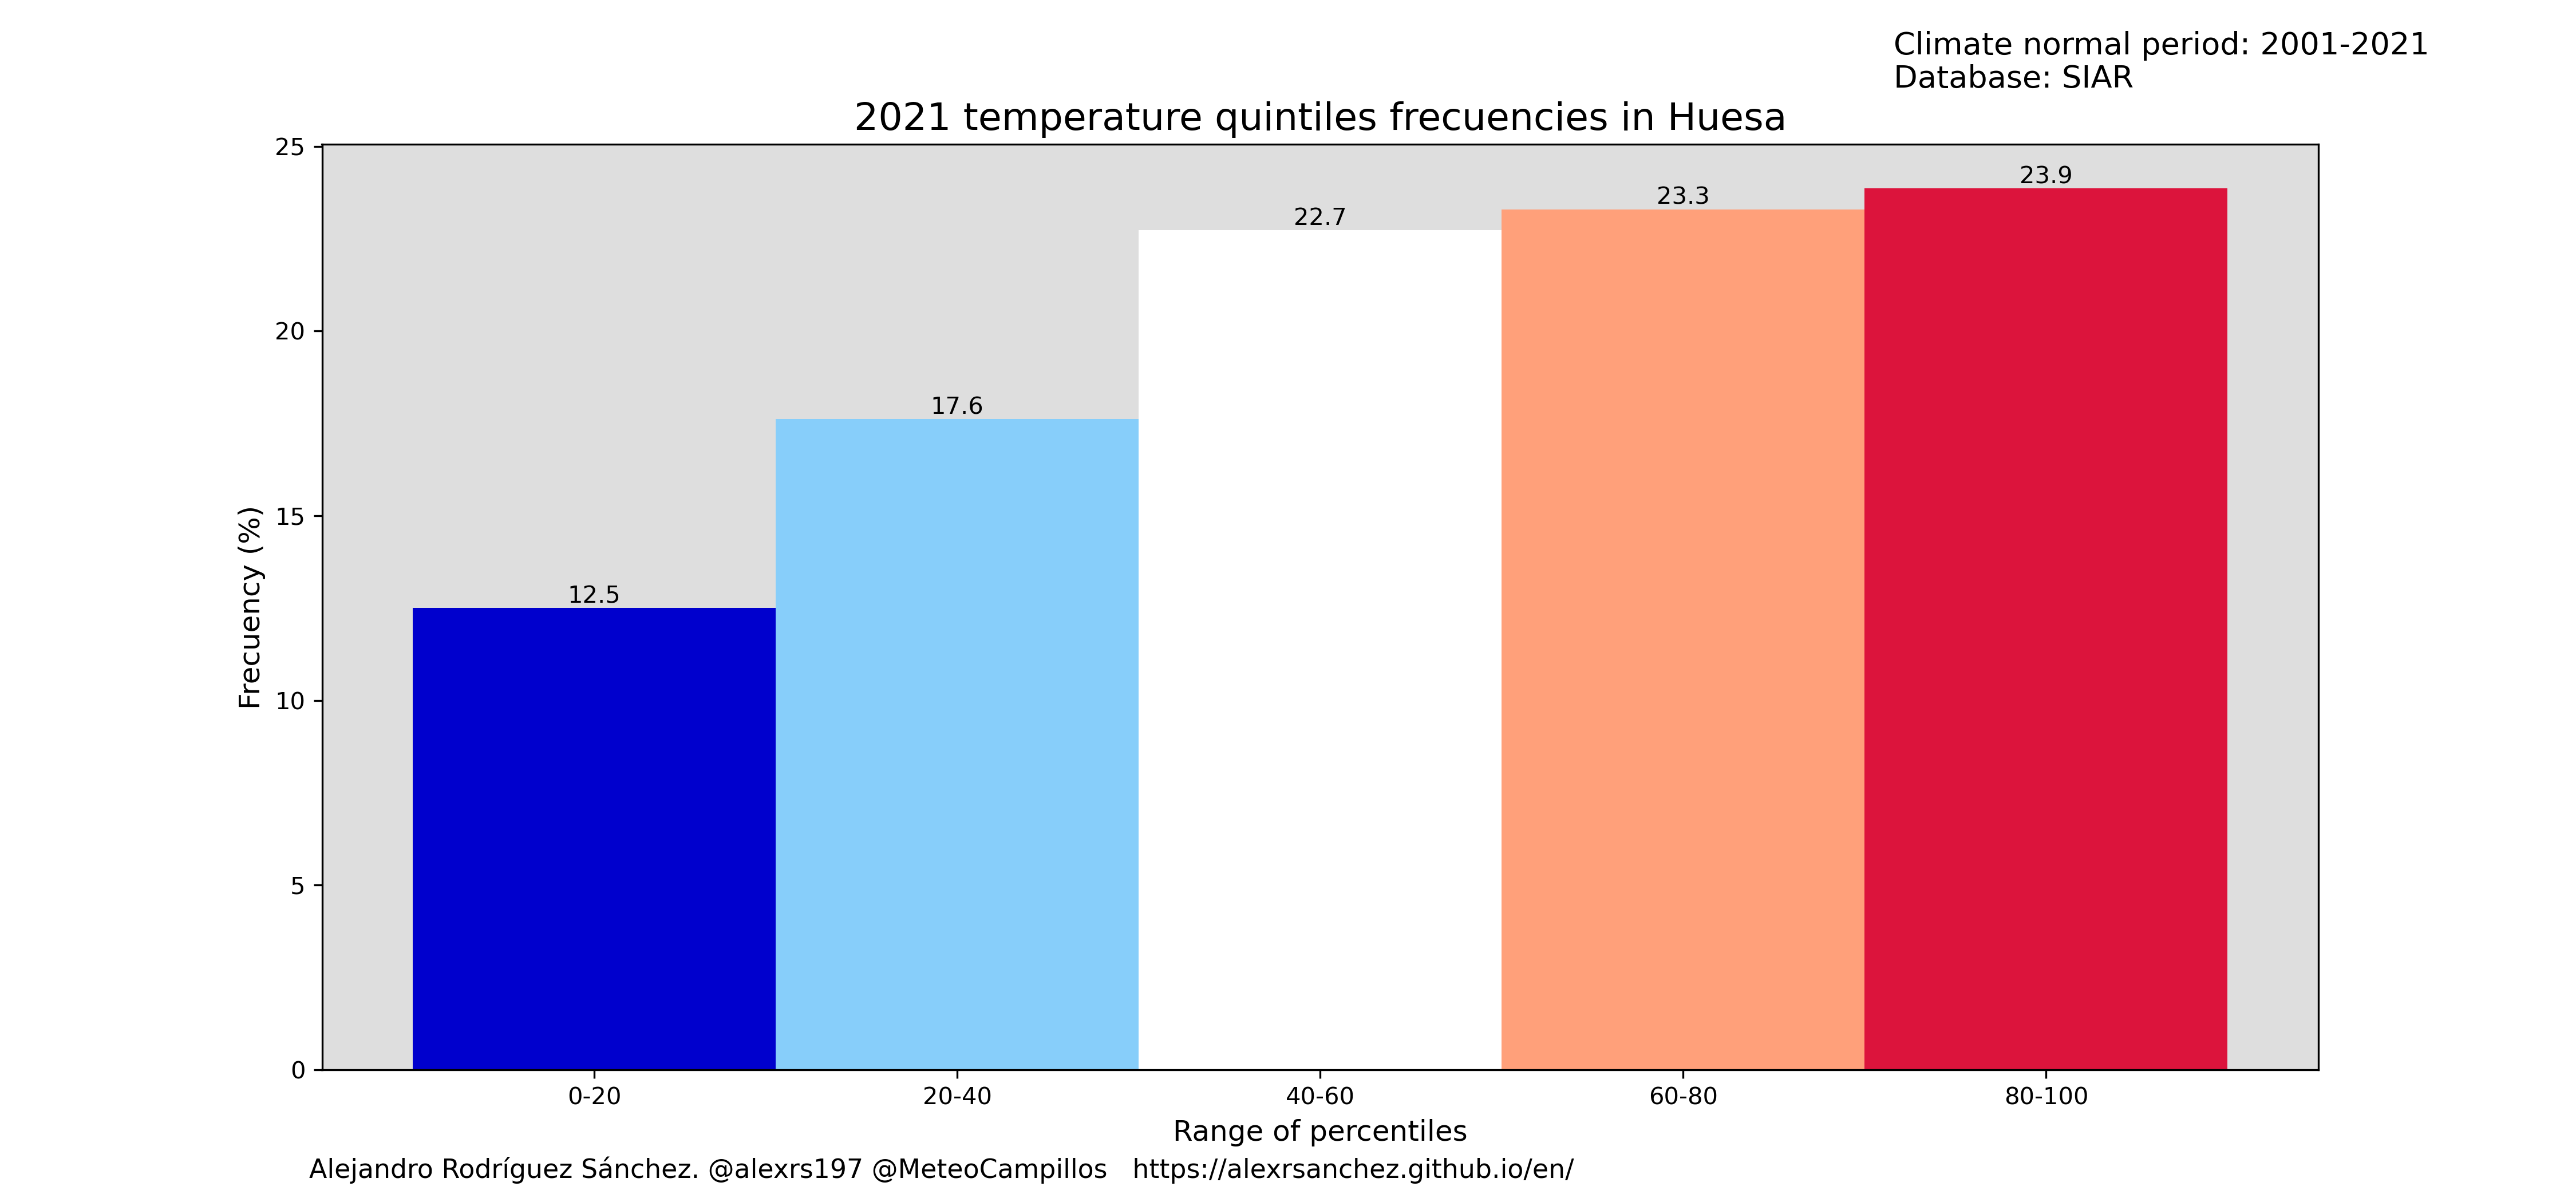 Climate normal period: 2001-2021
Database: SIAR
2021 temperature quintiles frecuencies in Huesa
25
20
15
10
5
0
Frecuency (%)
12.5
17.6
22.7
23.3
23.9
0-20
20-40
40-60
60-80
80-100
Range of percentiles
Alejandro Rodríguez Sánchez. @alexrs197 @MeteoCampillos https://alexrsanchez.github.io/en/